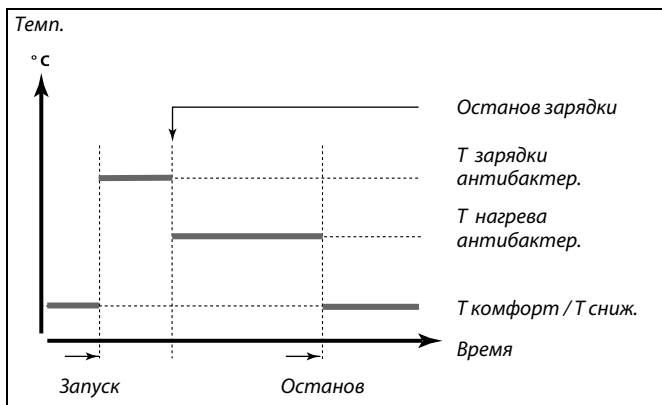 Темп.
°C
Останов зарядки
T зарядки
антибактер.
T нагрева
антибактер.
T комфорт / T сниж.
Время
Запуск
Останов